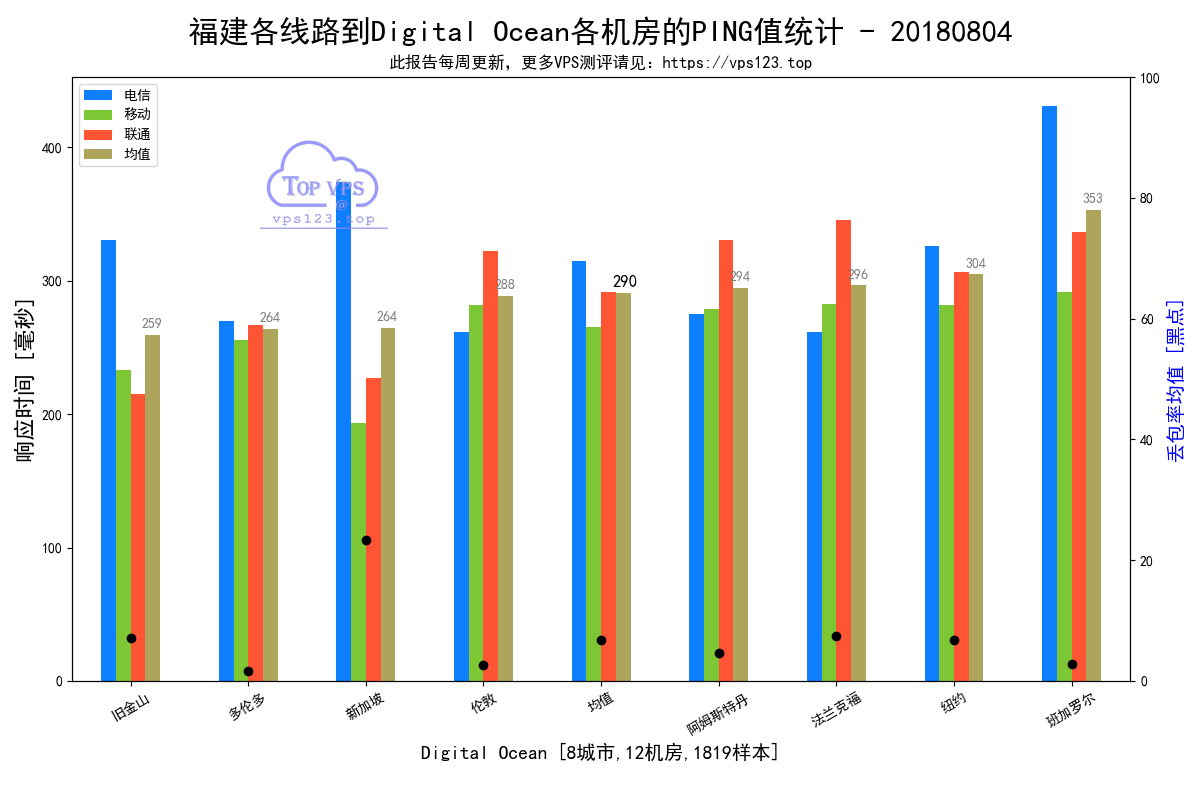 福建各线路到Digital Ocean各机房的PING值统计 - 20180804
此报告每周更新，更多VPS测评请见：https://vps123.top
电信
移动
联通
均值
TOP VPS
@
vps123.top
响应时间 [毫秒]
400
300
200
100
0
259
264
264
288
290
294
296
304
353
100
80
60
40
20
0
丢包率均值 [黑点]
旧金山
多伦多
新加坡
伦敦
均值
阿姆斯特丹
法兰克福
纽约
班加罗尔
Digital Ocean [8城市,12机房,1819样本]